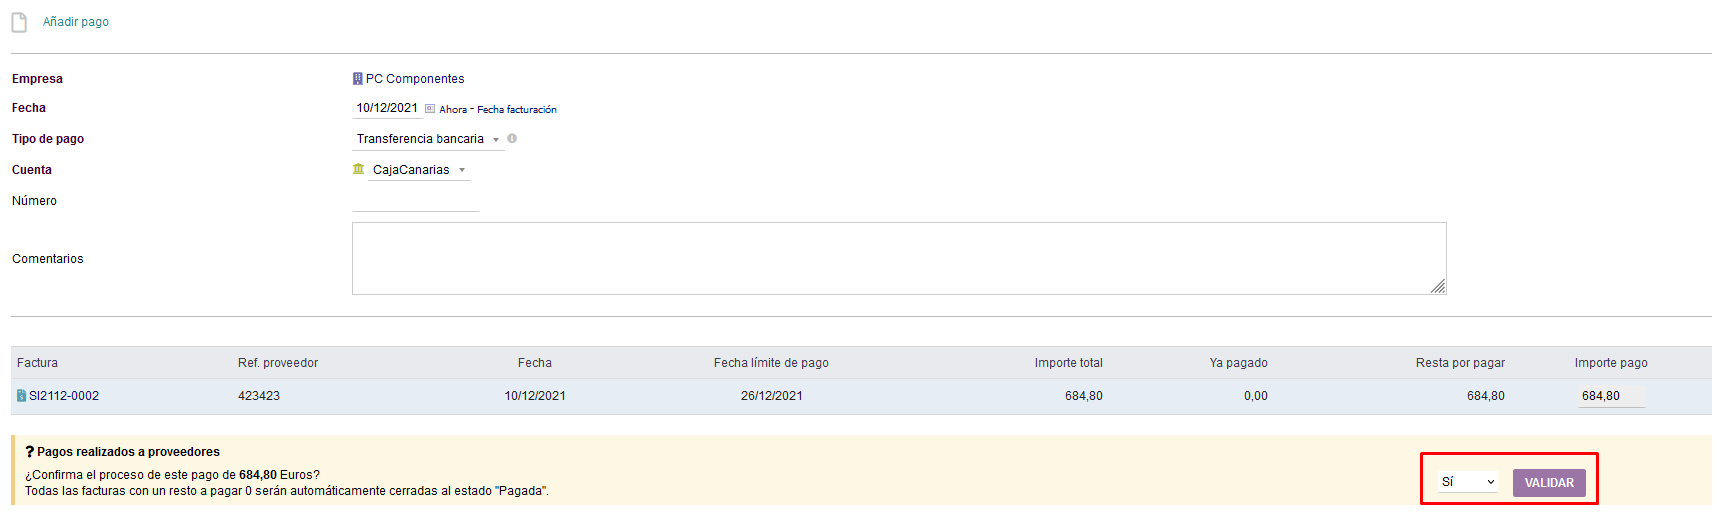 Añadir pago
Empresa PC Componentes
Fecha 10/12/2021 Ahora - Fecha facturación
Tipo de pago Transferencia bancaria
Cuenta CajaCanarias
Número
Comentarios
Factura Ref. proveedor Fecha Fecha límite de pago Importe total Ya pagado Resta por pagar Importe pago
SI2112-0002 423423 10/12/2021 26/12/2021 684,80 0,00 684,80 684,80
? Pagos realizados a proveedores
¿Confirma el proceso de este pago de 684,80 Euros?
Todas las facturas con un resto a pagar 0 serán automáticamente cerradas al estado "Pagada".
Sí VALIDAR